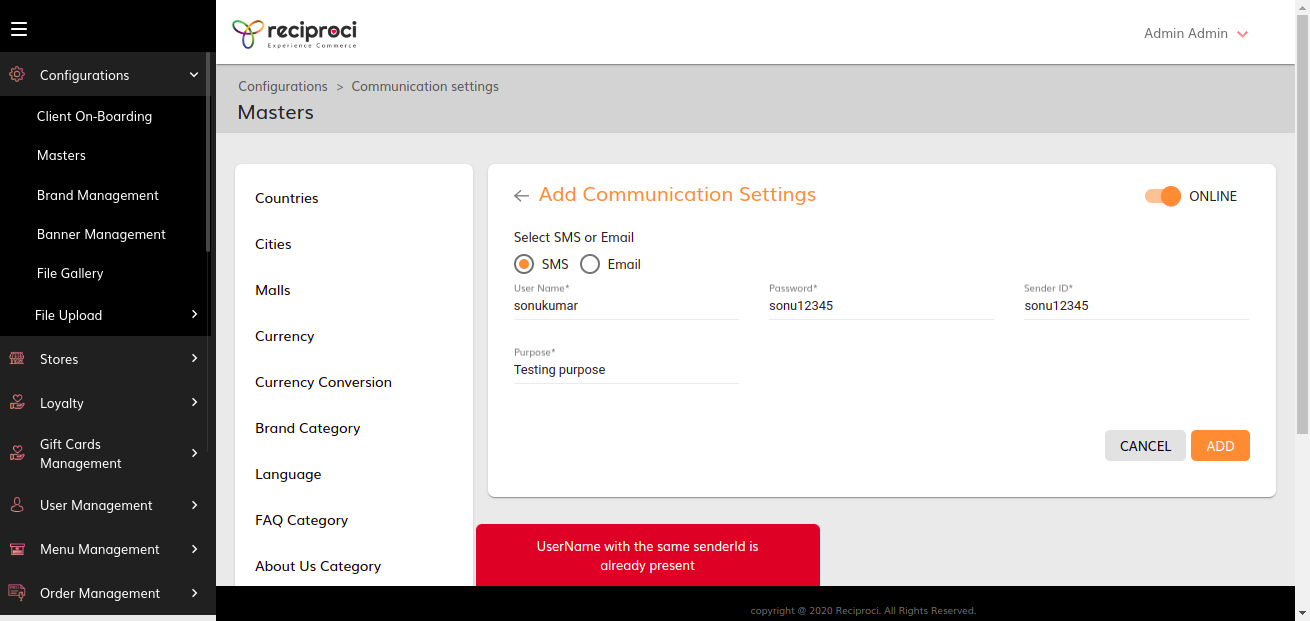 reciproci
Experience Commerce
Admin Admin
Configurations
Client On-Boarding
Masters
Brand Management
Banner Management
File Gallery
File Upload
Stores
Loyalty
Gift Cards
Management
User Management
Menu Management
Order Management
Configurations > Communication settings
Masters
Countries
Cities
Malls
Currency
Currency Conversion
Brand Category
Language
FAQ Category
About Us Category
Add Communication Settings
ONLINE
Select SMS or Email
SMS Email
User Name* Password* Sender ID*
sonukumar sonu12345 sonu12345
Purpose*
Testing purpose
CANCEL ADD
UserName with the same senderId is
already present
copyright @ 2020 Reciproci. All Rights Reserved.